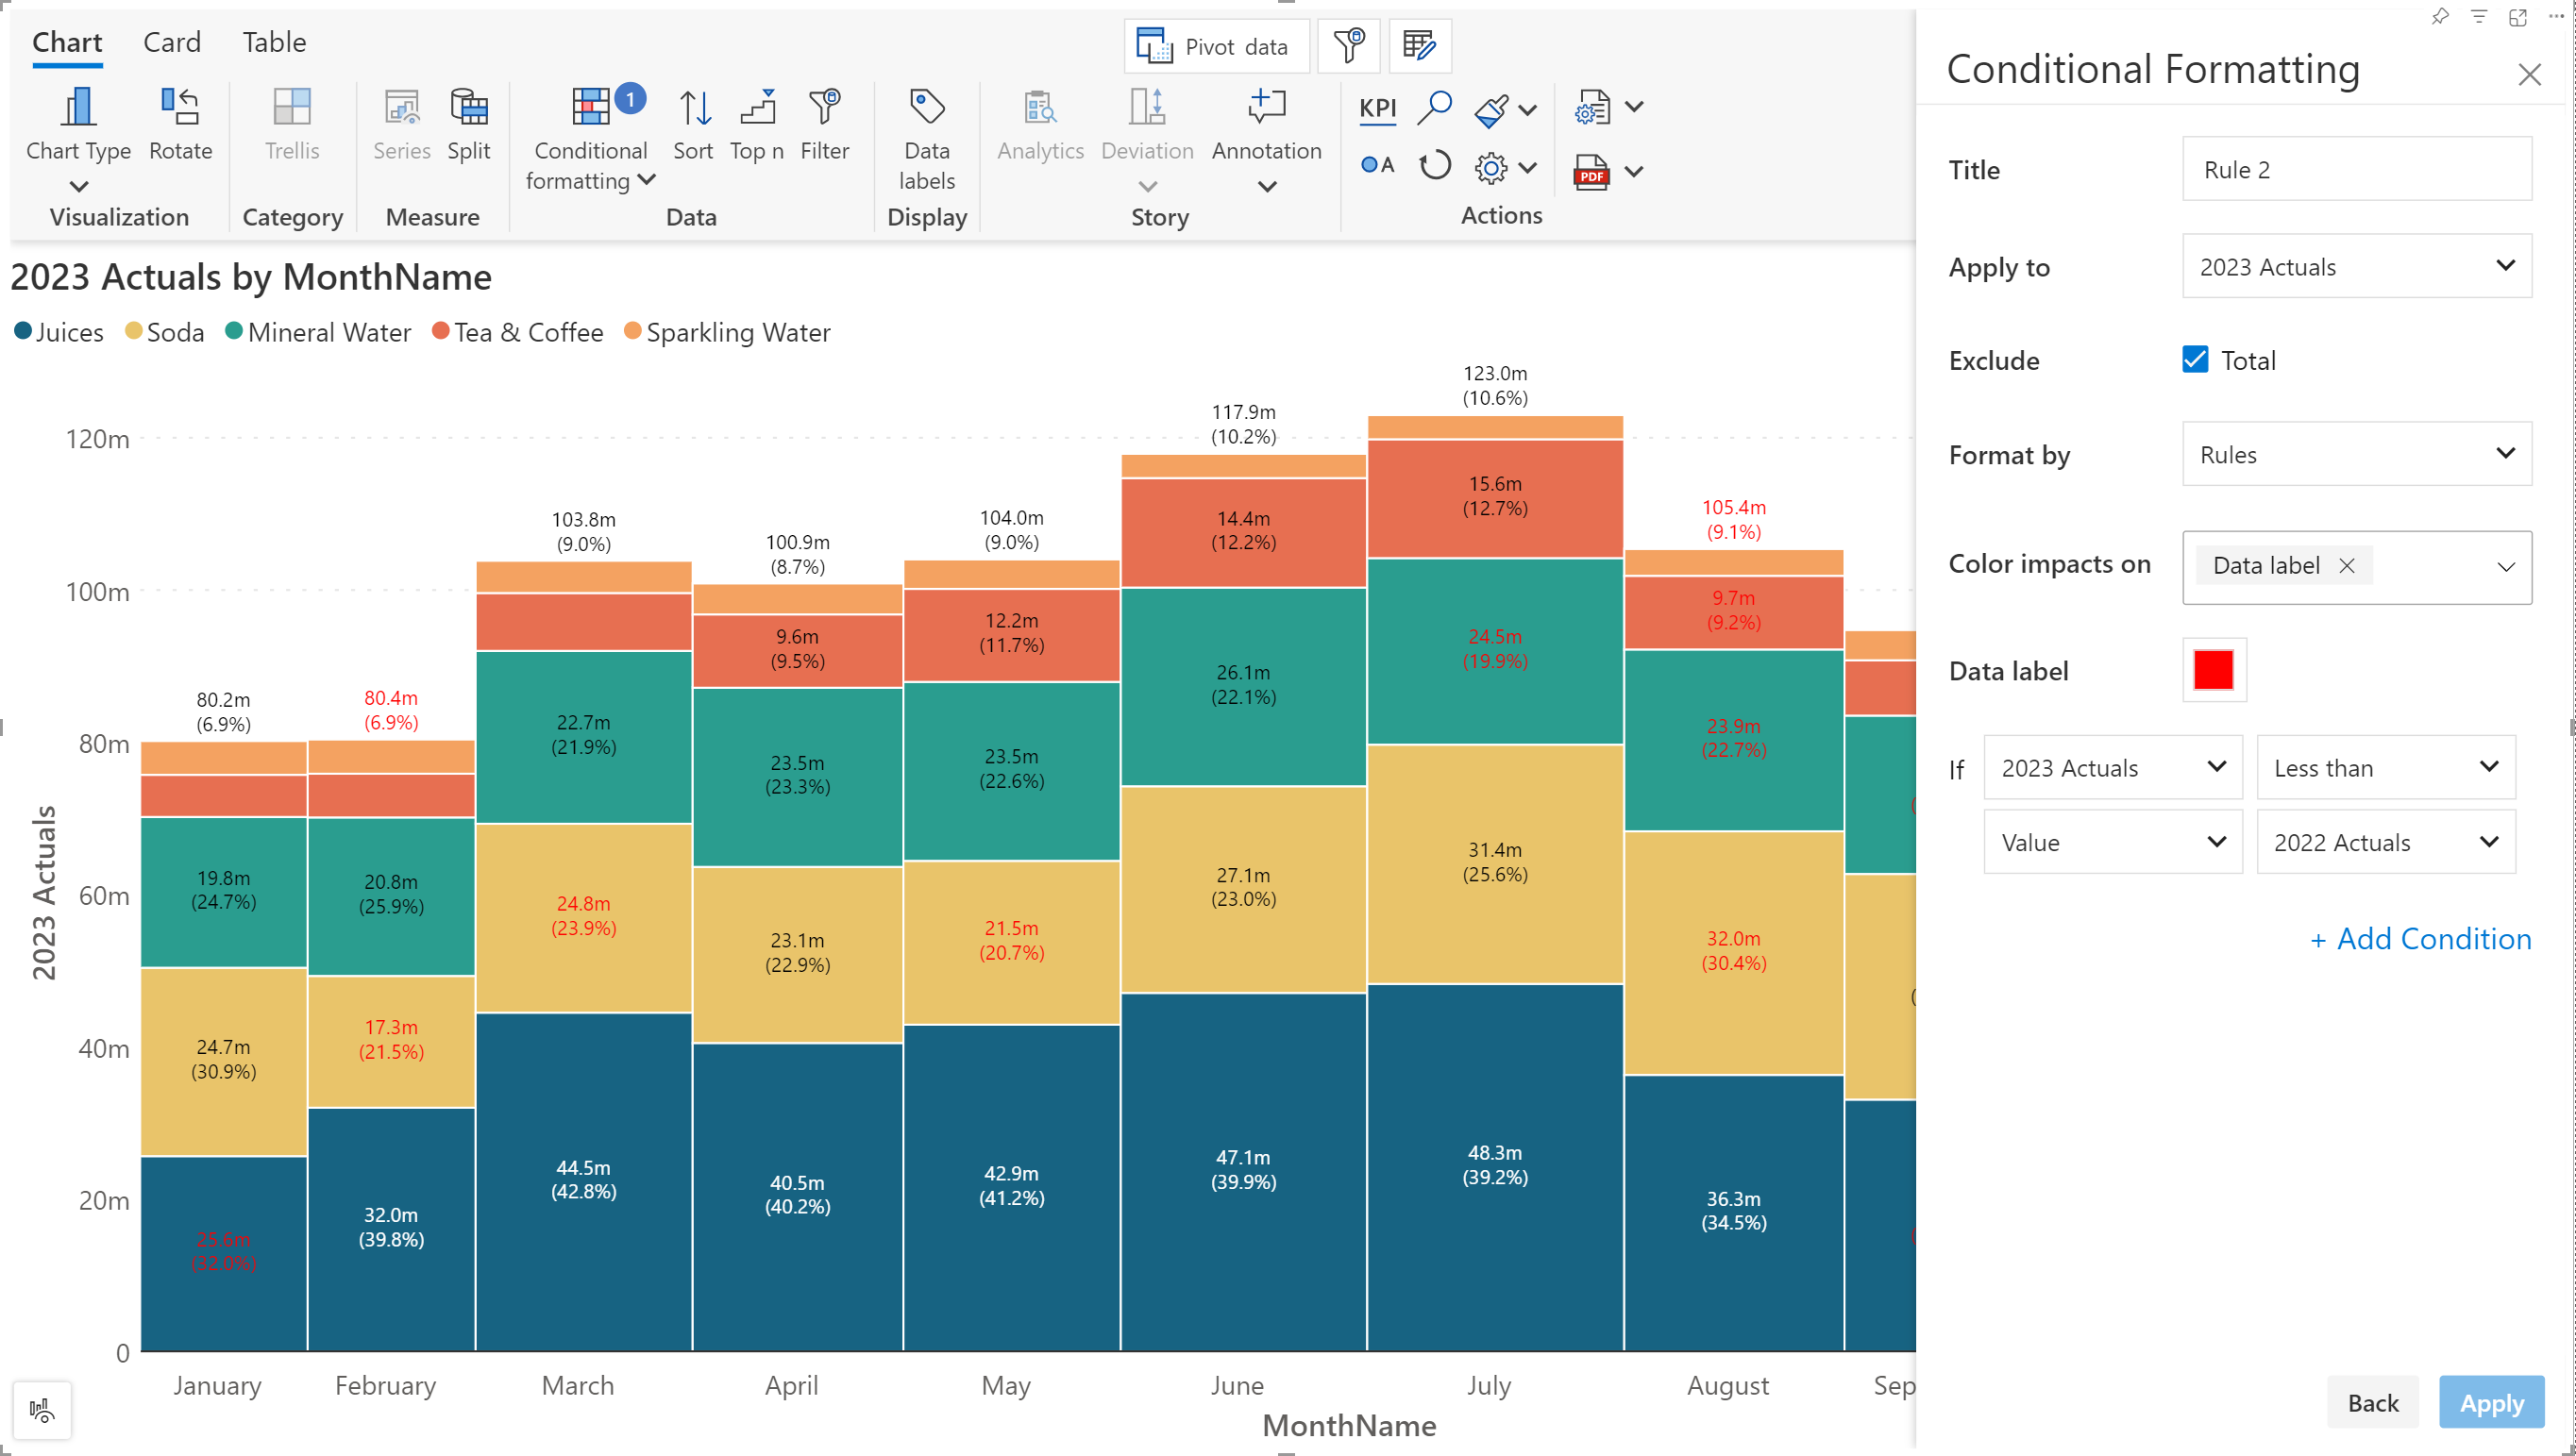 Chart Card Table
Pivot data
Chart Type
Rotate
Visualization
Trellis
Category
Series
Split
Measure
1
Conditional
formatting
Sort
Top n
Filter
Data
Data
labels
Display
Analytics
Deviation
Annotation
Story
KPI
A
PDF
Actions
2023 Actuals by MonthName
Juices Soda Mineral Water Tea & Coffee Sparkling Water
2023 Actuals
120m
100m
80m
60m
40m
20m
0
80.2m
(6.9%)
19.8m
(24.7%)
24.7m
(30.9%)
25.6m
(32.0%)
80.4m
(6.9%)
20.8m
(25.9%)
17.3m
(21.5%)
32.0m
(39.8%)
103.8m
(9.0%)
22.7m
(21.9%)
24.8m
(23.9%)
44.5m
(42.8%)
100.9m
(8.7%)
9.6m
(9.5%)
23.5m
(23.3%)
23.1m
(22.9%)
40.5m
(40.2%)
104.0m
(9.0%)
12.2m
(11.7%)
23.5m
(22.6%)
21.5m
(20.7%)
42.9m
(41.2%)
117.9m
(10.2%)
14.4m
(12.2%)
26.1m
(22.1%)
27.1m
(23.0%)
47.1m
(39.9%)
123.0m
(10.6%)
15.6m
(12.7%)
24.5m
(19.9%)
31.4m
(25.6%)
48.3m
(39.2%)
105.4m
(9.1%)
9.7m
(9.2%)
23.9m
(22.7%)
32.0m
(30.4%)
36.3m
(34.5%)
January February March April May June July August Sep
MonthName
Conditional Formatting
Title Rule 2
Apply to 2023 Actuals
Exclude Total
Format by Rules
Color impacts on Data label
Data label
If 2023 Actuals Less than
Value 2022 Actuals
+ Add Condition
Back Apply